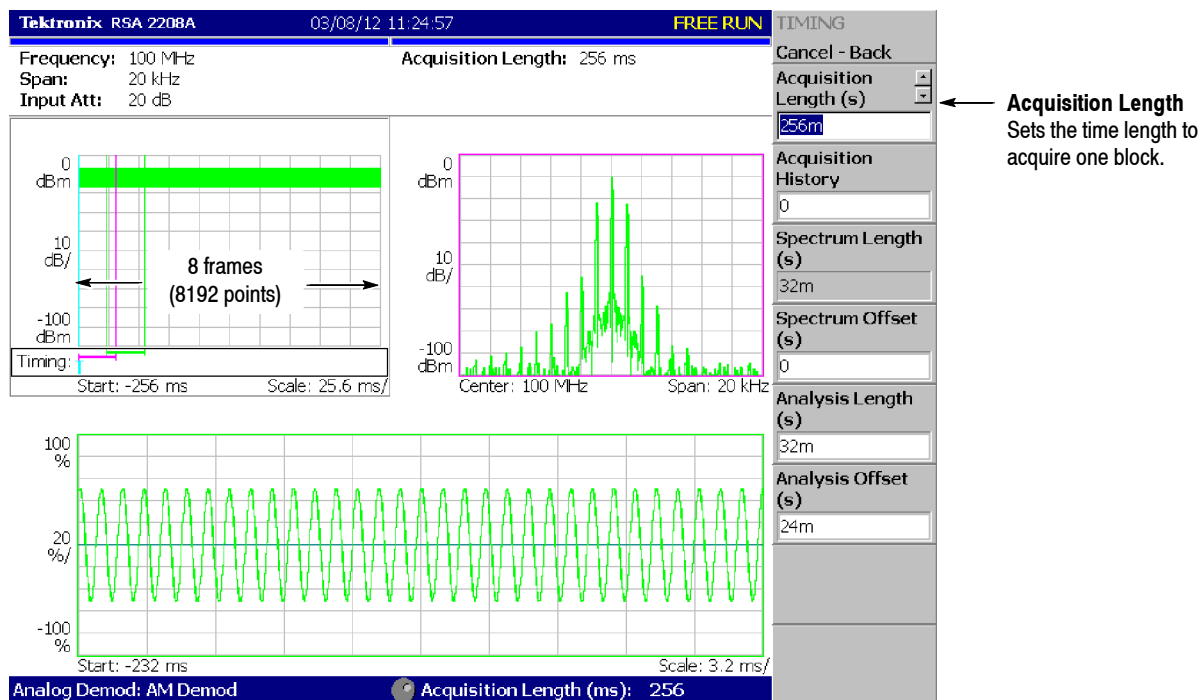 Tektronix RSA 2208A 03/08/12 11:24:57 FREE RUN
Frequency: 100 MHz
Span: 20 kHz
Input Att: 20 dB
Acquisition Length: 256 ms
0
dBm
10
dB/
-100
dBm
8 frames
(8192 points)
Timing:
Start: -256 ms Scale: 25.6 ms/
0
dBm
10
dB/
-100
dBm
Center: 100 MHz Span: 20 kHz
100
%
20
%/
-100
%
Start: -232 ms Scale: 3.2 ms/
Analog Demod: AM Demod Acquisition Length (ms): 256
TIMING
Cancel - Back
Acquisition
Length (s)
256m
Acquisition
History
0
Spectrum Length
(s)
32m
Spectrum Offset
(s)
0
Analysis Length
(s)
32m
Analysis Offset
(s)
24m
Acquisition Length
Sets the time length to
acquire one block.